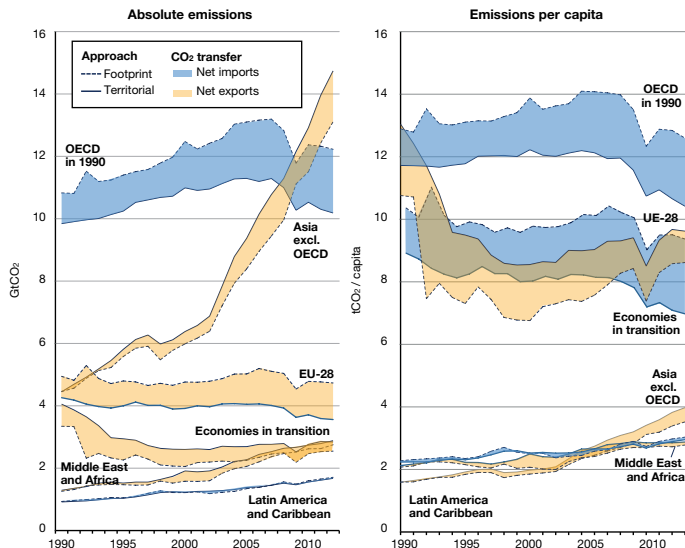 Absolute emissions
16
14
12
10
8
6
4
2
0
GtCO2
Approach
Footprint
Territorial
CO2 transfer
Net imports
Net exports
OECD
in 1990
Asia
excl.
OECD
EU-28
Economies in transition
Middle East
and Africa
Latin America
and Caribbean
1990
1995
2000
2005
2010
Emissions per capita
16
14
12
10
8
6
4
2
0
tCO2 / capita
OECD
in 1990
UE-28
Economies
in transition
Asia
excl.
OECD
Middle East
and Africa
Latin America
and Caribbean
1990
1995
2000
2005
2010